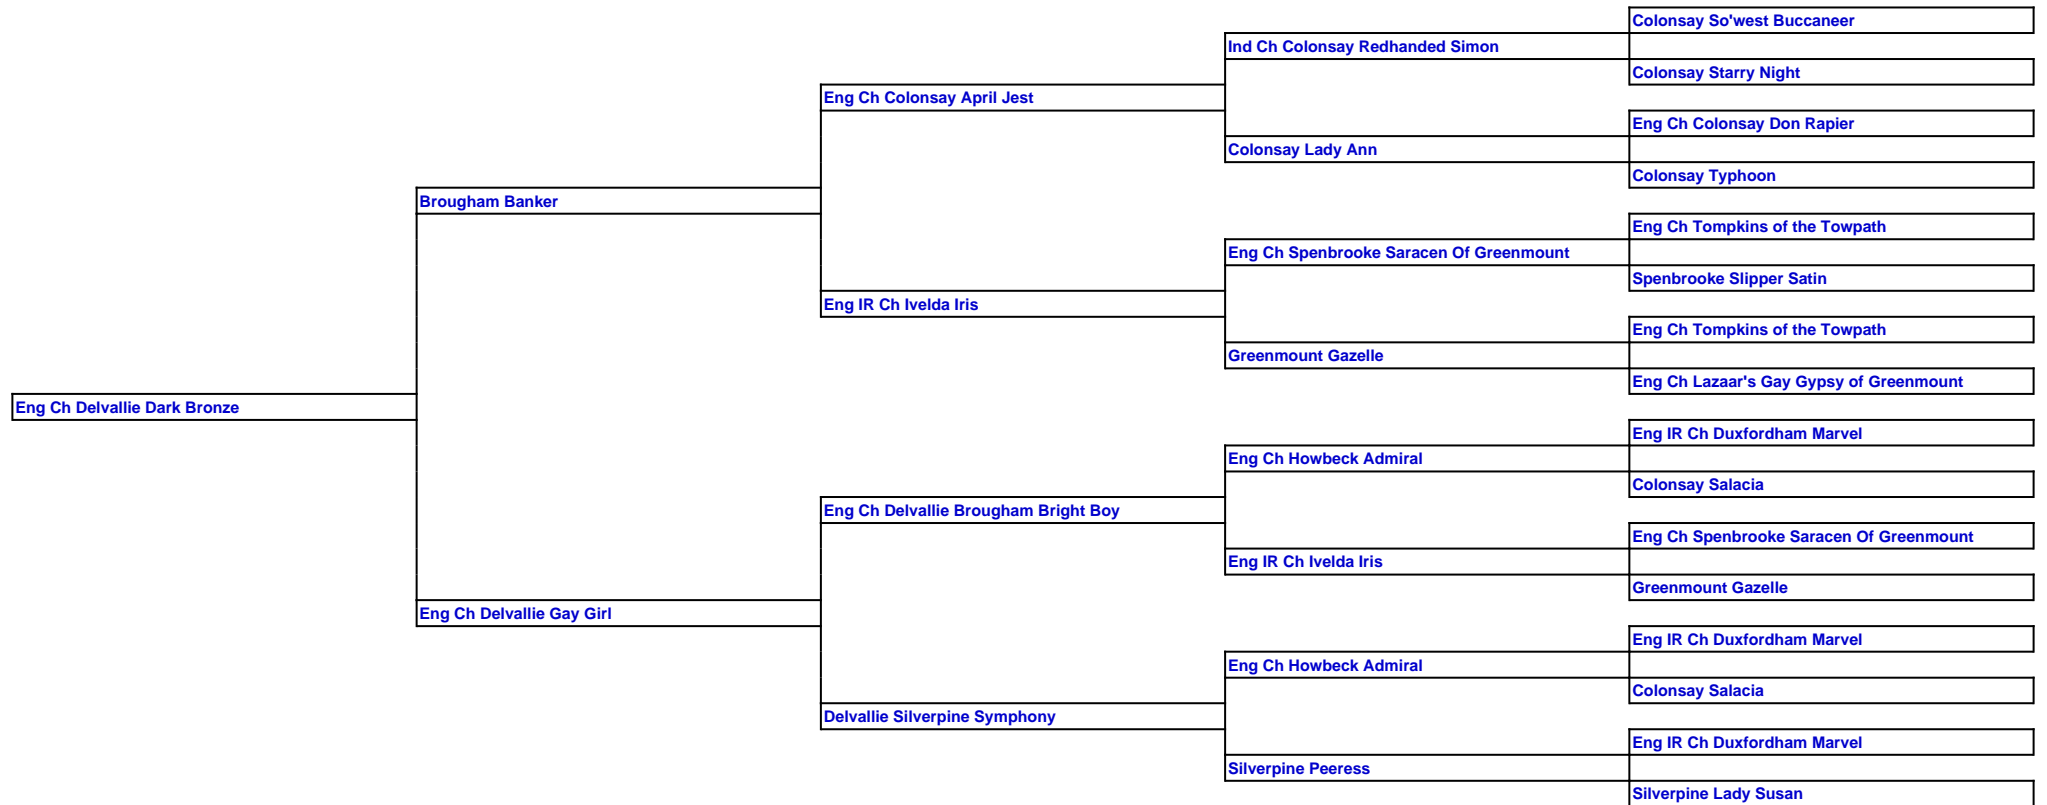 Colonsay So'west Buccaneer
Ind Ch Colonsay Redhanded Simon
Colonsay Starry Night
Eng Ch Colonsay April Jest
Eng Ch Colonsay Don Rapier
Colonsay Lady Ann
Colonsay Typhoon
Brougham Banker
Eng Ch Tompkins of the Towpath
Eng Ch Spenbrooke Saracen Of Greenmount
Spenbrooke Slipper Satin
Eng IR Ch Ivelda Iris
Eng Ch Tompkins of the Towpath
Greenmount Gazelle
Eng Ch Lazaar's Gay Gypsy of Greenmount
Eng Ch Delvallie Dark Bronze
Eng IR Ch Duxfordham Marvel
Eng Ch Howbeck Admiral
Colonsay Salacia
Eng Ch Delvallie Brougham Bright Boy
Eng Ch Spenbrooke Saracen Of Greenmount
Eng IR Ch Ivelda Iris
Greenmount Gazelle
Eng Ch Delvallie Gay Girl
Eng IR Ch Duxfordham Marvel
Eng Ch Howbeck Admiral
Colonsay Salacia
Delvallie Silverpine Symphony
Eng IR Ch Duxfordham Marvel
Silverpine Peeress
Silverpine Lady Susan